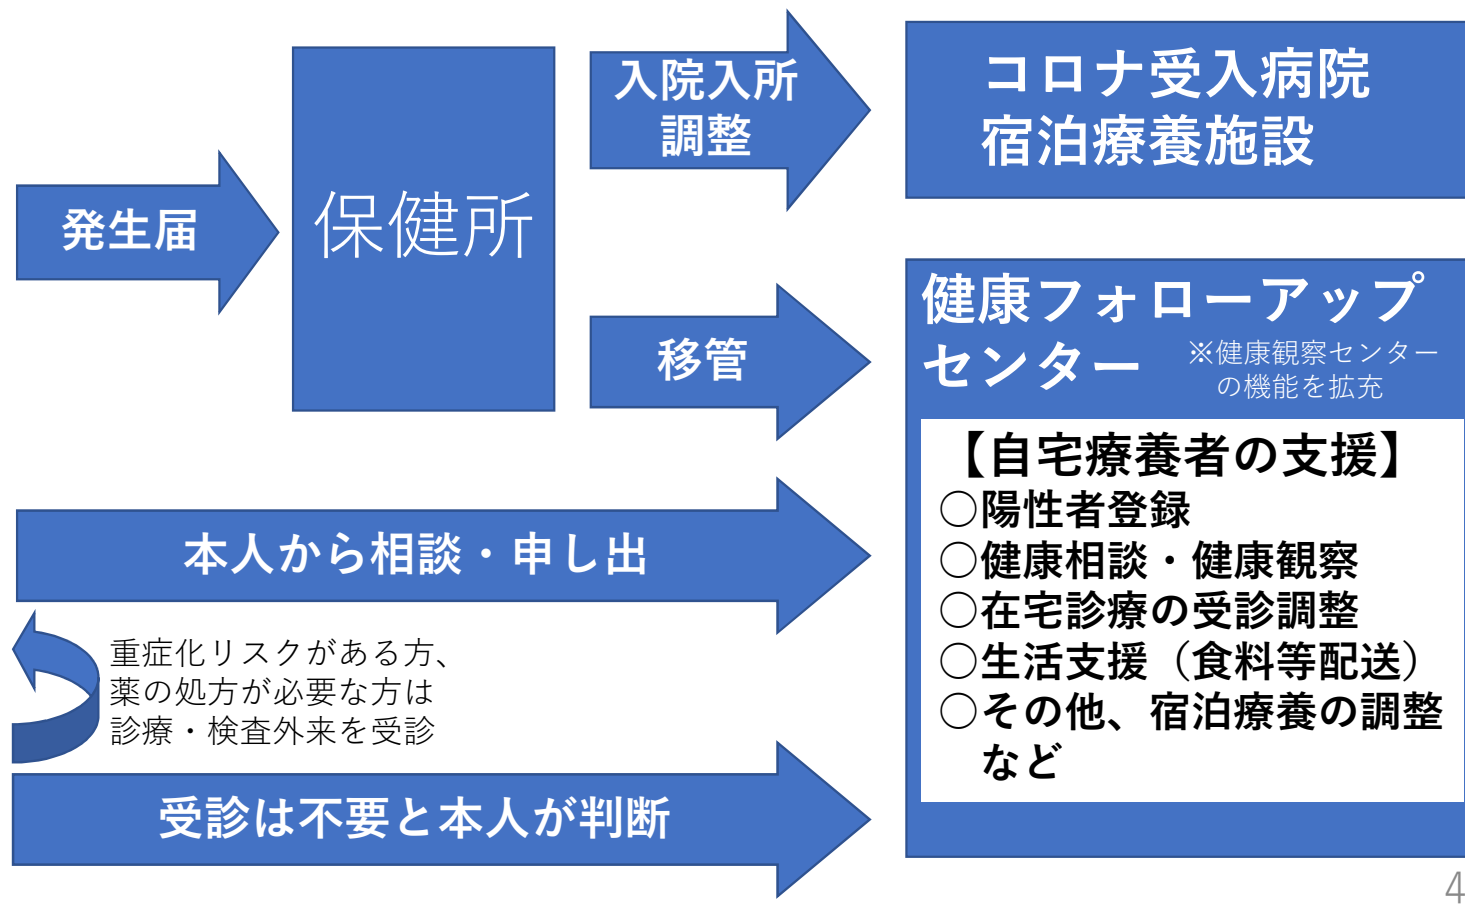 発生届
保健所
入院入所
調整
コロナ受入病院
宿泊療養施設
移管
健康フォローアップ
センター
※健康観察センター
の機能を拡充
【自宅療養者の支援】
○陽性者登録
○健康相談・健康観察
○在宅診療の受診調整
○生活支援（食料等配送）
○その他、宿泊療養の調整
など
本人から相談・申し出
重症化リスクがある方、
薬の処方が必要な方は
診療・検査外来を受診
受診は不要と本人が判断
4